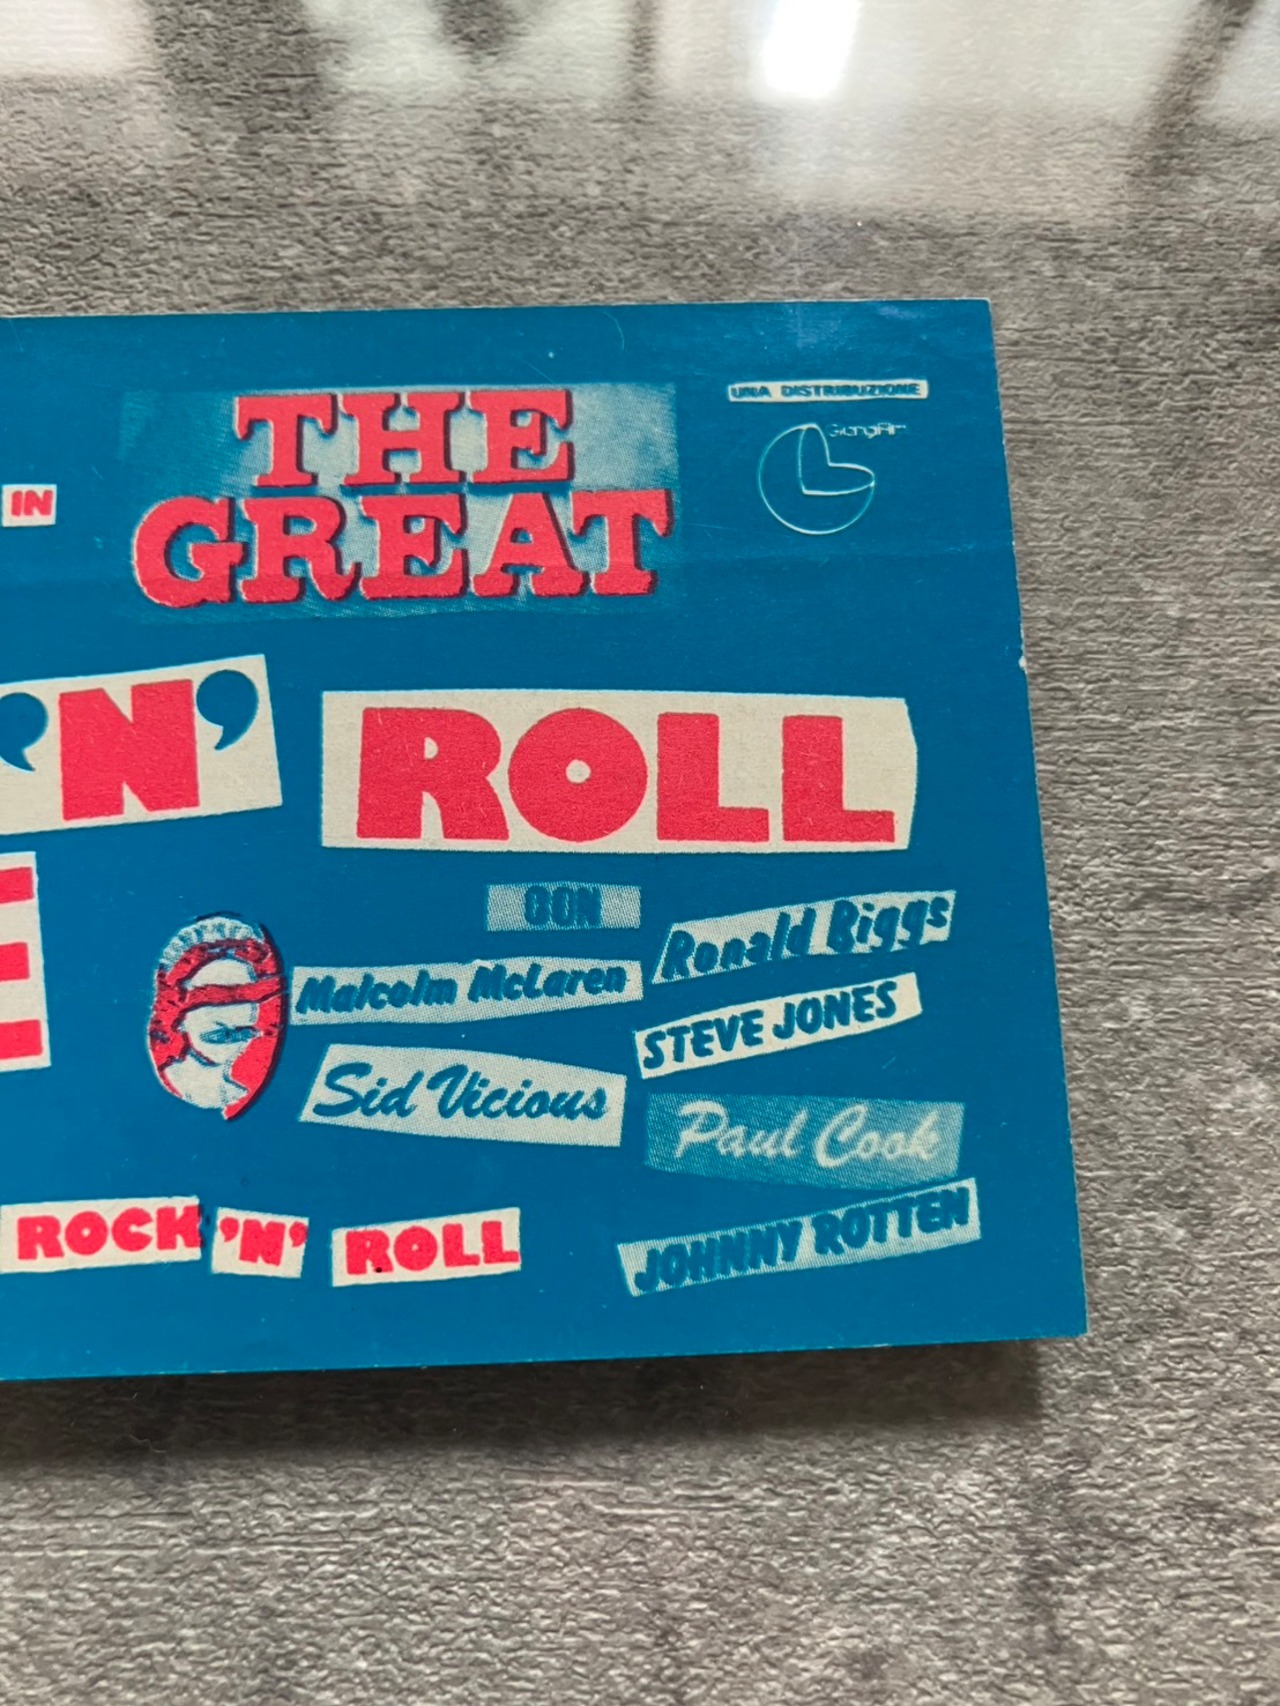 UNA DISTRIBUZIONE
IN
THE
GREAT
'N' ROLL
E
CON
Ronald Biggs
Malcolm McLaren
STEVE JONES
Sid Vicious
Paul Cook
JOHNNY ROTTEN
ROCK 'N' ROLL